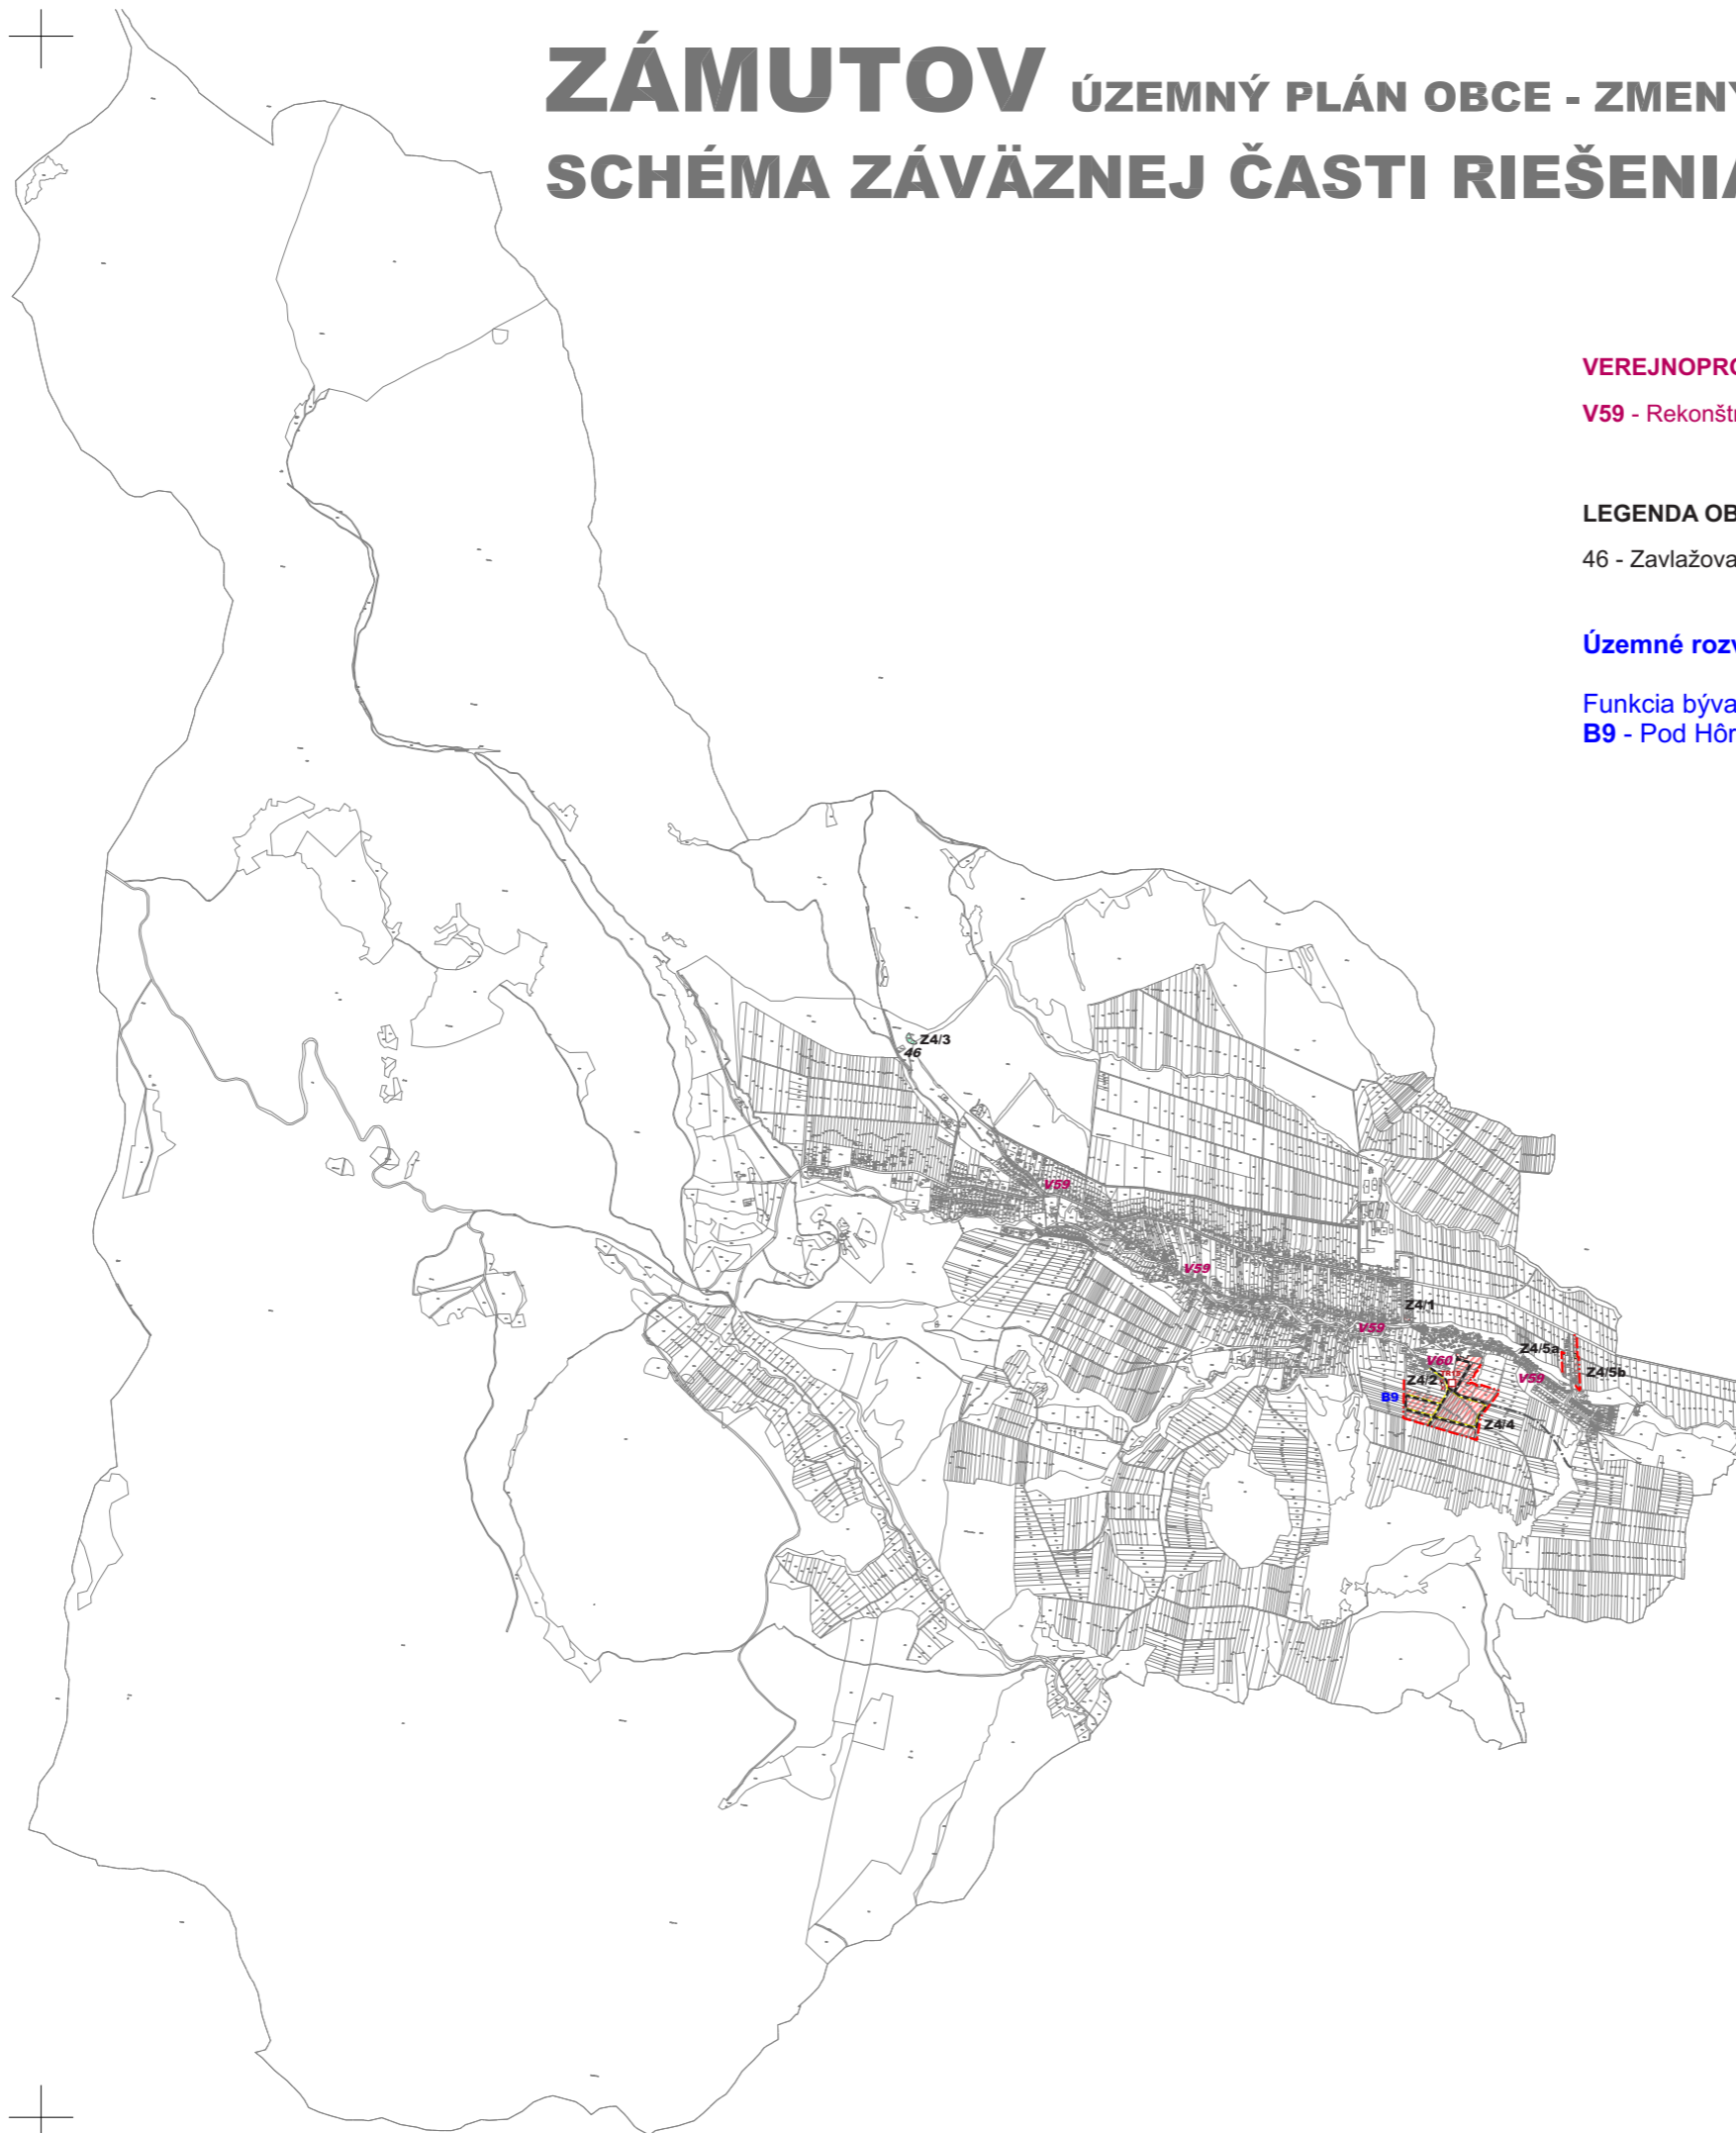 ZÁMUTOV ÚZEMNÝ PLÁN OBCE - ZMENY
SCHÉMA ZÁVÄZNEJ ČASTI RIEŠENIA
VEREJNOPRO
V59 - Rekonštr
LEGENDA OB
46 - Zavlažova
Územné rozv
Funkcia býva
B9 - Pod Hôr
Z4/3
46
V59
V59
Z4/1
V59
Z4/5a
V60
Z4/5b
Z4/2
V59
B9
Z4/4